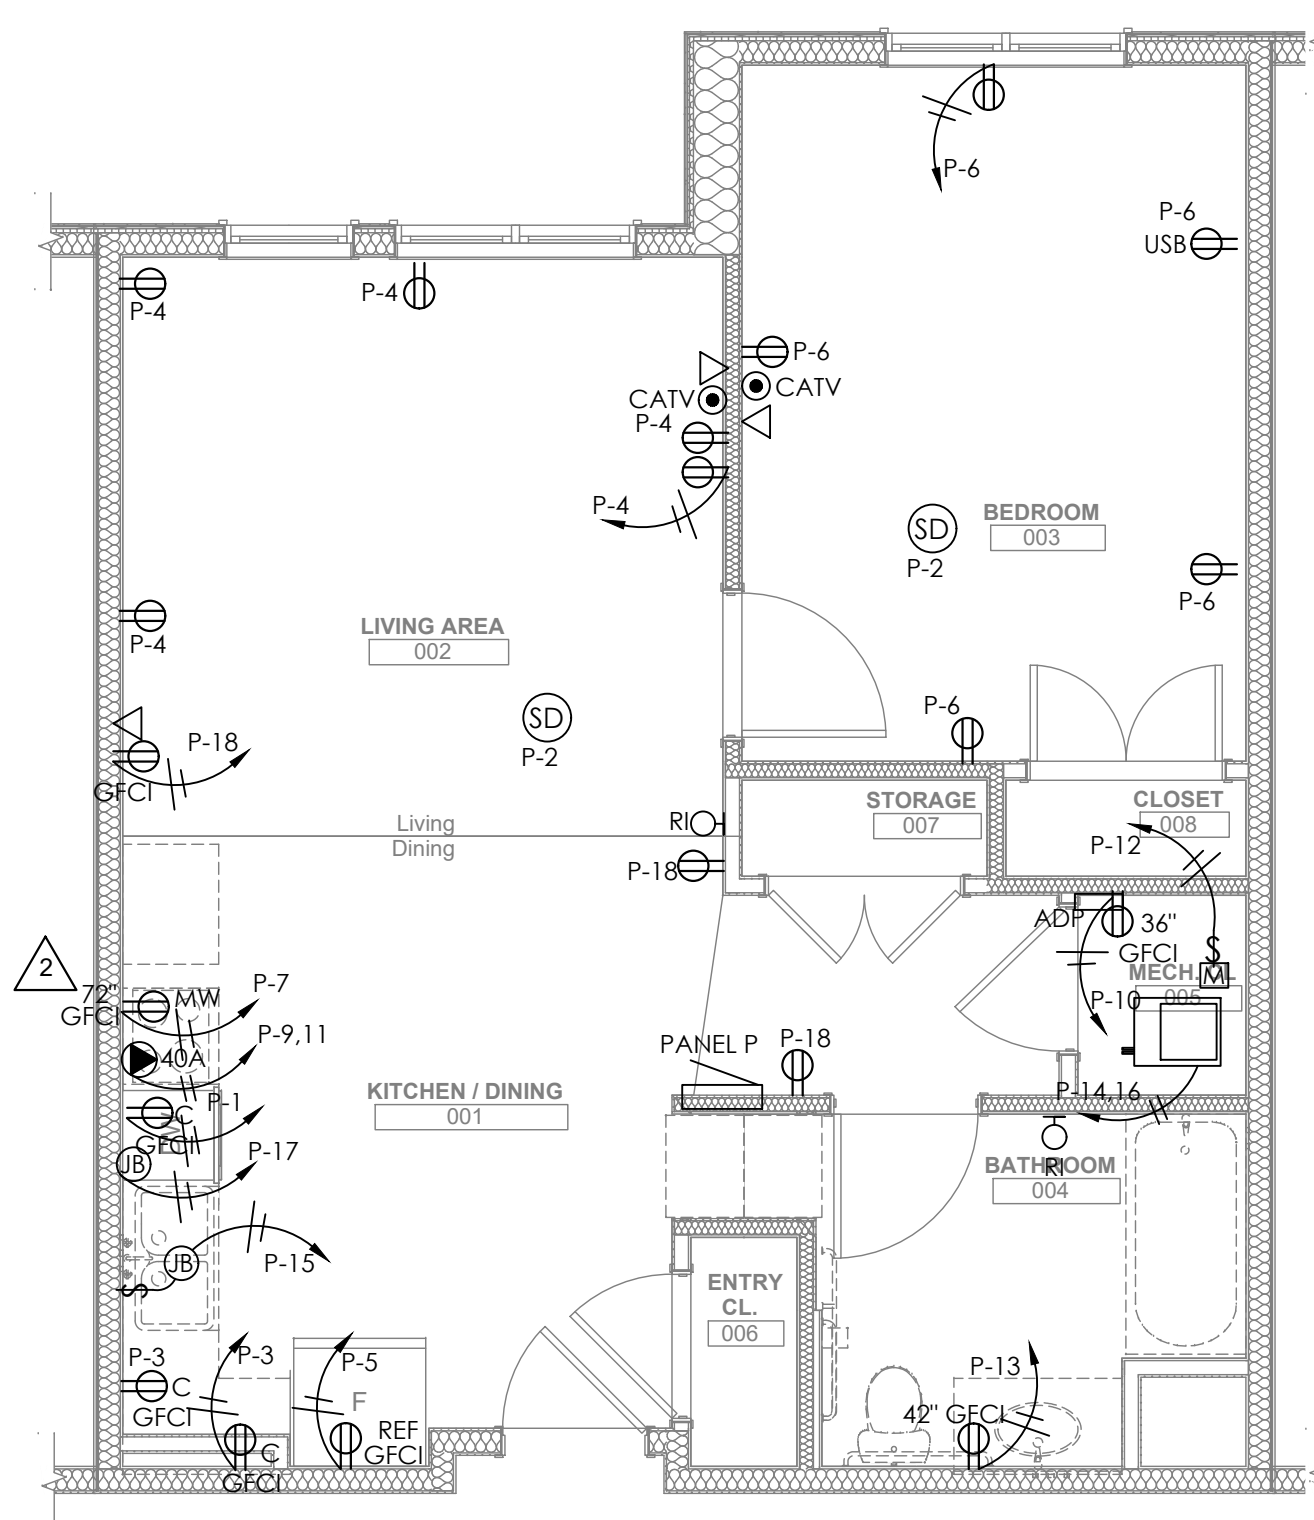 P-6
P-6
USB
P-4
P-4
P-6
CATV
CATV
P-4
P-4
BEDROOM
003
SD
P-2
P-6
P-4
LIVING AREA
002
P-6
SD
P-2
P-18
GFCI
STORAGE
007
CLOSET
008
RI
Living
Dining
P-12
P-18
ADP
36"
GFCI
S
M
MECH. CL
005
P-10
2
72"
GFCI
MW
P-7
P-9,11
40A
PANEL P
P-18
P-14,16
KITCHEN / DINING
001
P-1
C
GFCI
DW
JB
P-17
RI
BATHROOM
004
JB
P-15
S
ENTRY
CL.
006
P-3
C
GFCI
P-3
P-5
F
REF
GFCI
C
GFCI
P-13
42" GFCI